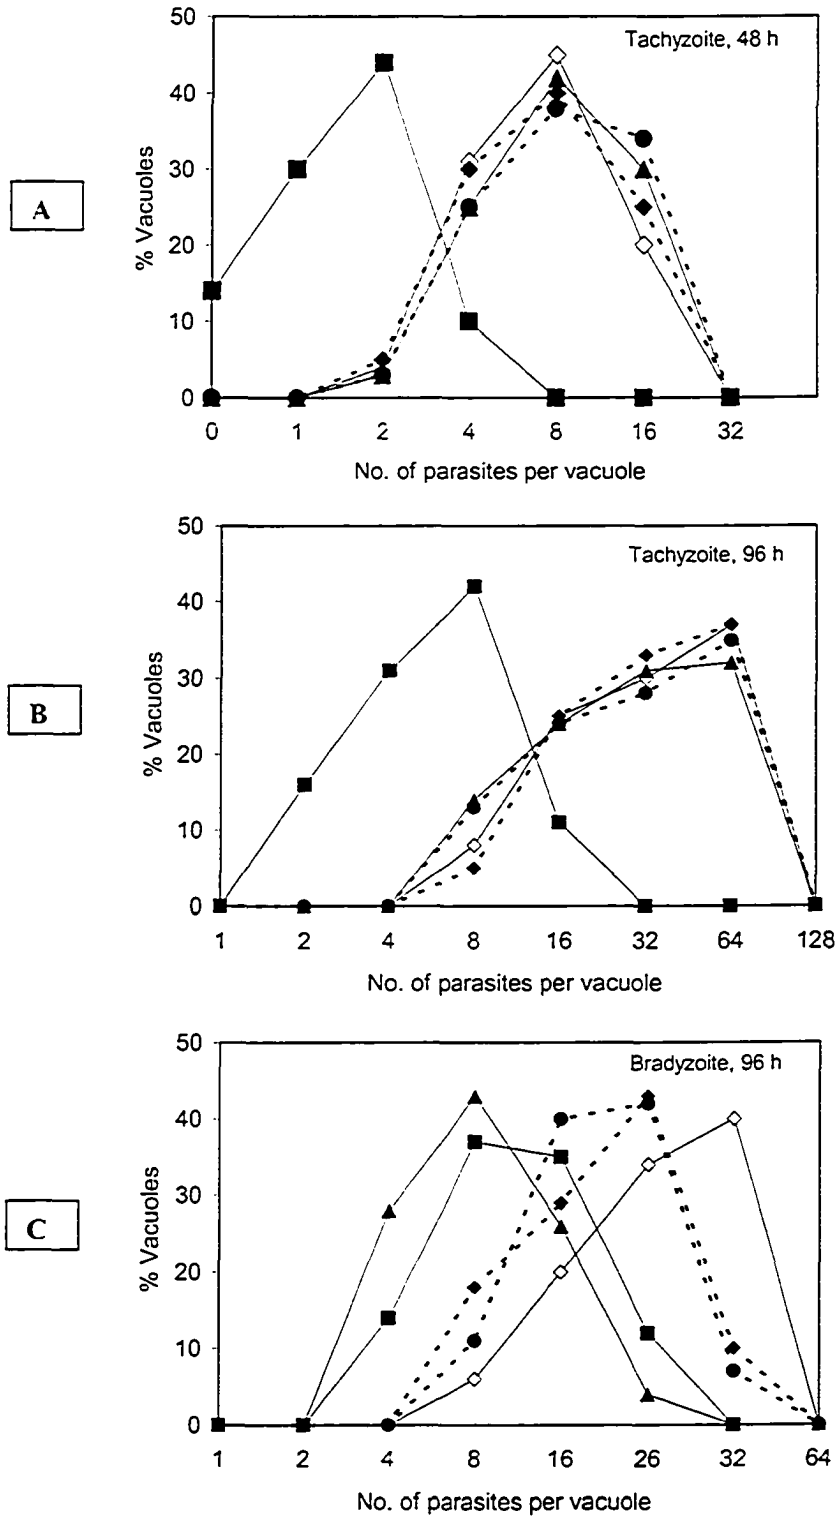 A
Tachyzoite, 48 h
% Vacuoles
50
40
30
20
10
0
0 1 2 4 8 16 32
No. of parasites per vacuole
B
Tachyzoite, 96 h
% Vacuoles
50
40
30
20
10
0
1 2 4 8 16 32 64 128
No. of parasites per vacuole
C
Bradyzoite, 96 h
% Vacuoles
50
40
30
20
10
0
1 2 4 8 16 26 32 64
No. of parasites per vacuole